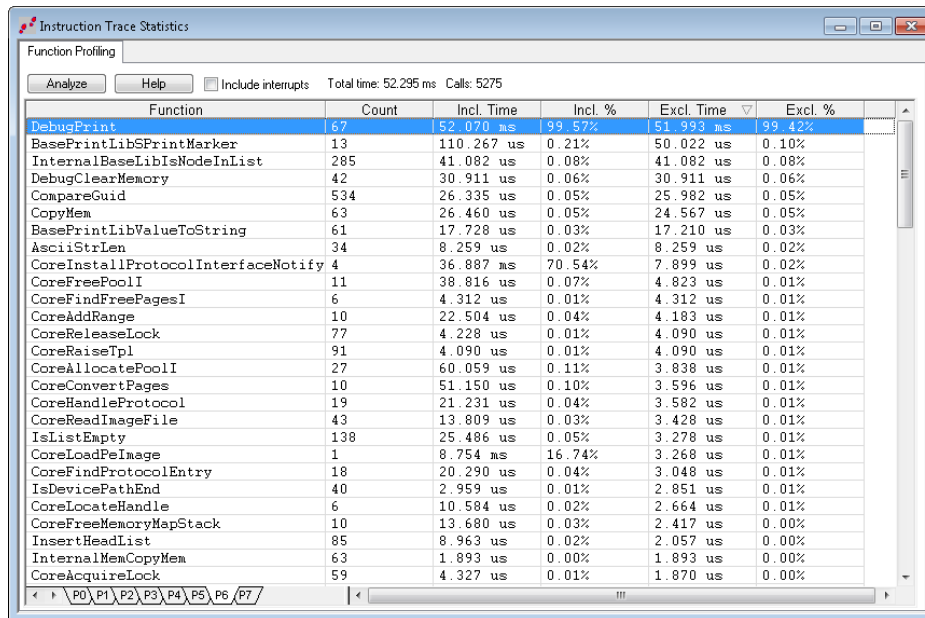 Instruction Trace Statistics
Function Profiling
Analyze Help Include interrupts Total time: 52.295 ms Calls: 5275
Function Count Incl. Time Incl. % Excl. Time Excl. %
DebugPrint 67 52.070 ms 99.57% 51.993 ms 99.42%
BasePrintLibSPrintMarker 13 110.267 us 0.21% 50.022 us 0.10%
InternalBaseLibIsNodeInList 285 41.082 us 0.08% 41.082 us 0.08%
DebugClearMemory 42 30.911 us 0.06% 30.911 us 0.06%
CompareGuid 534 26.335 us 0.05% 25.982 us 0.05%
CopyMem 63 26.460 us 0.05% 24.567 us 0.05%
BasePrintLibValueToString 61 17.728 us 0.03% 17.210 us 0.03%
AsciiStrLen 34 8.259 us 0.02% 8.259 us 0.02%
CoreInstallProtocolInterfaceNotify 4 36.887 ms 70.54% 7.899 us 0.02%
CoreFreePoolI 11 38.816 us 0.07% 4.823 us 0.01%
CoreFindFreePagesI 6 4.312 us 0.01% 4.312 us 0.01%
CoreAddRange 10 22.504 us 0.04% 4.183 us 0.01%
CoreReleaseLock 77 4.228 us 0.01% 4.090 us 0.01%
CoreRaiseTpl 91 4.090 us 0.01% 4.090 us 0.01%
CoreAllocatePoolI 27 60.059 us 0.11% 3.838 us 0.01%
CoreConvertPages 10 51.150 us 0.10% 3.596 us 0.01%
CoreHandleProtocol 19 21.231 us 0.04% 3.582 us 0.01%
CoreReadImageFile 43 13.809 us 0.03% 3.428 us 0.01%
IsListEmpty 138 25.486 us 0.05% 3.278 us 0.01%
CoreLoadPeImage 1 8.754 ms 16.74% 3.268 us 0.01%
CoreFindProtocolEntry 18 20.290 us 0.04% 3.048 us 0.01%
IsDevicePathEnd 40 2.959 us 0.01% 2.851 us 0.01%
CoreLocateHandle 6 10.584 us 0.02% 2.664 us 0.01%
CoreFreeMemoryMapStack 10 13.680 us 0.03% 2.417 us 0.00%
InsertHeadList 85 8.963 us 0.02% 2.057 us 0.00%
InternalMemCopyMem 63 1.893 us 0.00% 1.893 us 0.00%
CoreAcquireLock 59 4.327 us 0.01% 1.870 us 0.00%
P0 P1 P2 P3 P4 P5 P6 P7